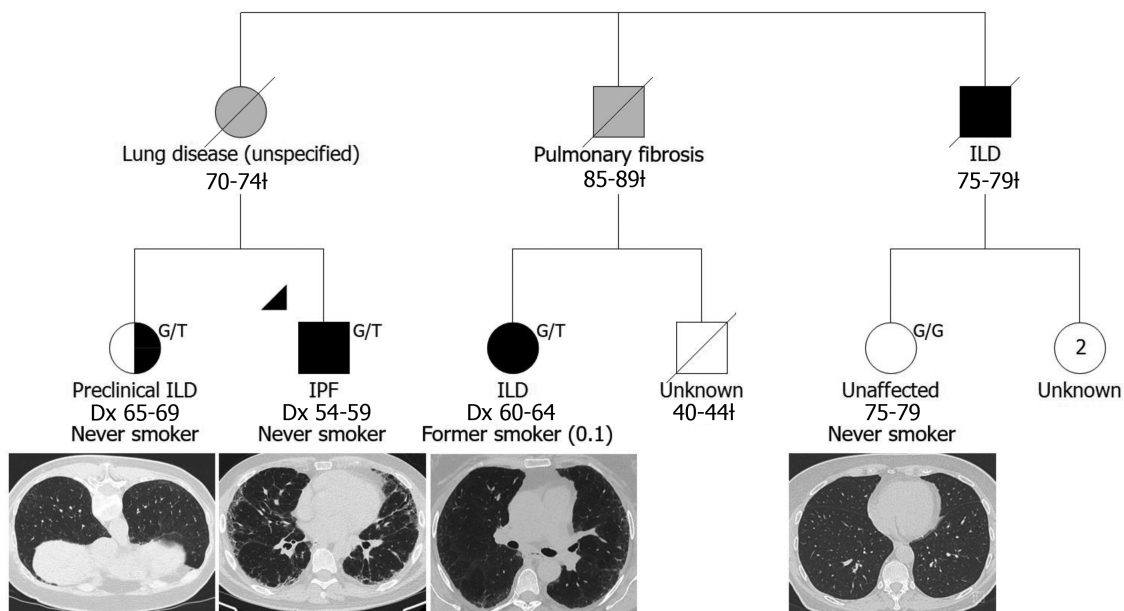 Lung disease (unspecified)
70-74ƚ
Pulmonary fibrosis
85-89ƚ
ILD
75-79ƚ
G/T
Preclinical ILD
Dx 65-69
Never smoker
G/T
IPF
Dx 54-59
Never smoker
G/T
ILD
Dx 60-64
Former smoker (0.1)
Unknown
40-44ƚ
G/G
Unaffected
75-79
Never smoker
2
Unknown